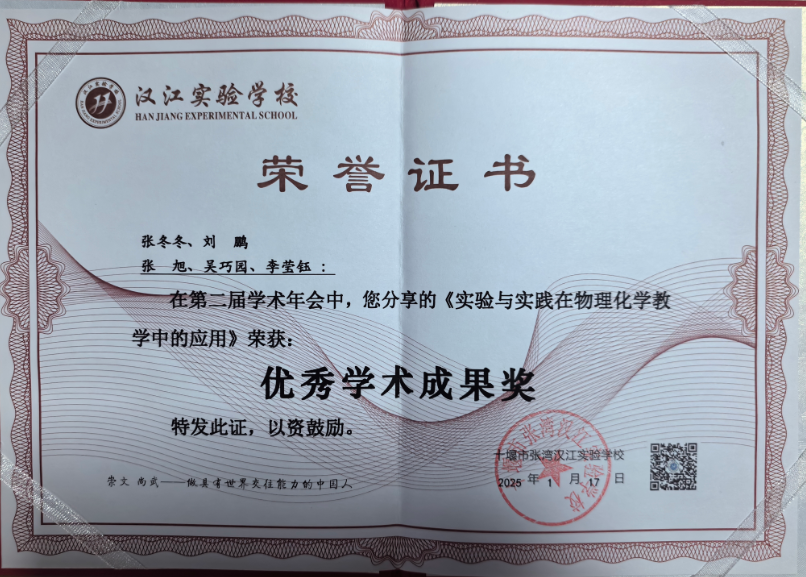 汉江实验学校
HAN JIANG EXPERIMENTAL SCHOOL
荣誉证书
张冬冬、刘　鹏
张　旭、吴巧园、李莹钰：
在第二届学术年会中，您分享的《实验与实践在物理化学教
学中的应用》荣获：
优秀学术成果奖
特发此证，以资鼓励。
十堰市张湾汉江实验学校
2025 年 1 月 17 日
崇文 尚武——做具有世界交往能力的中国人